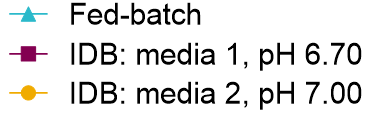 Fed-batch
IDB: media 1, pH 6.70
IDB: media 2, pH 7.00